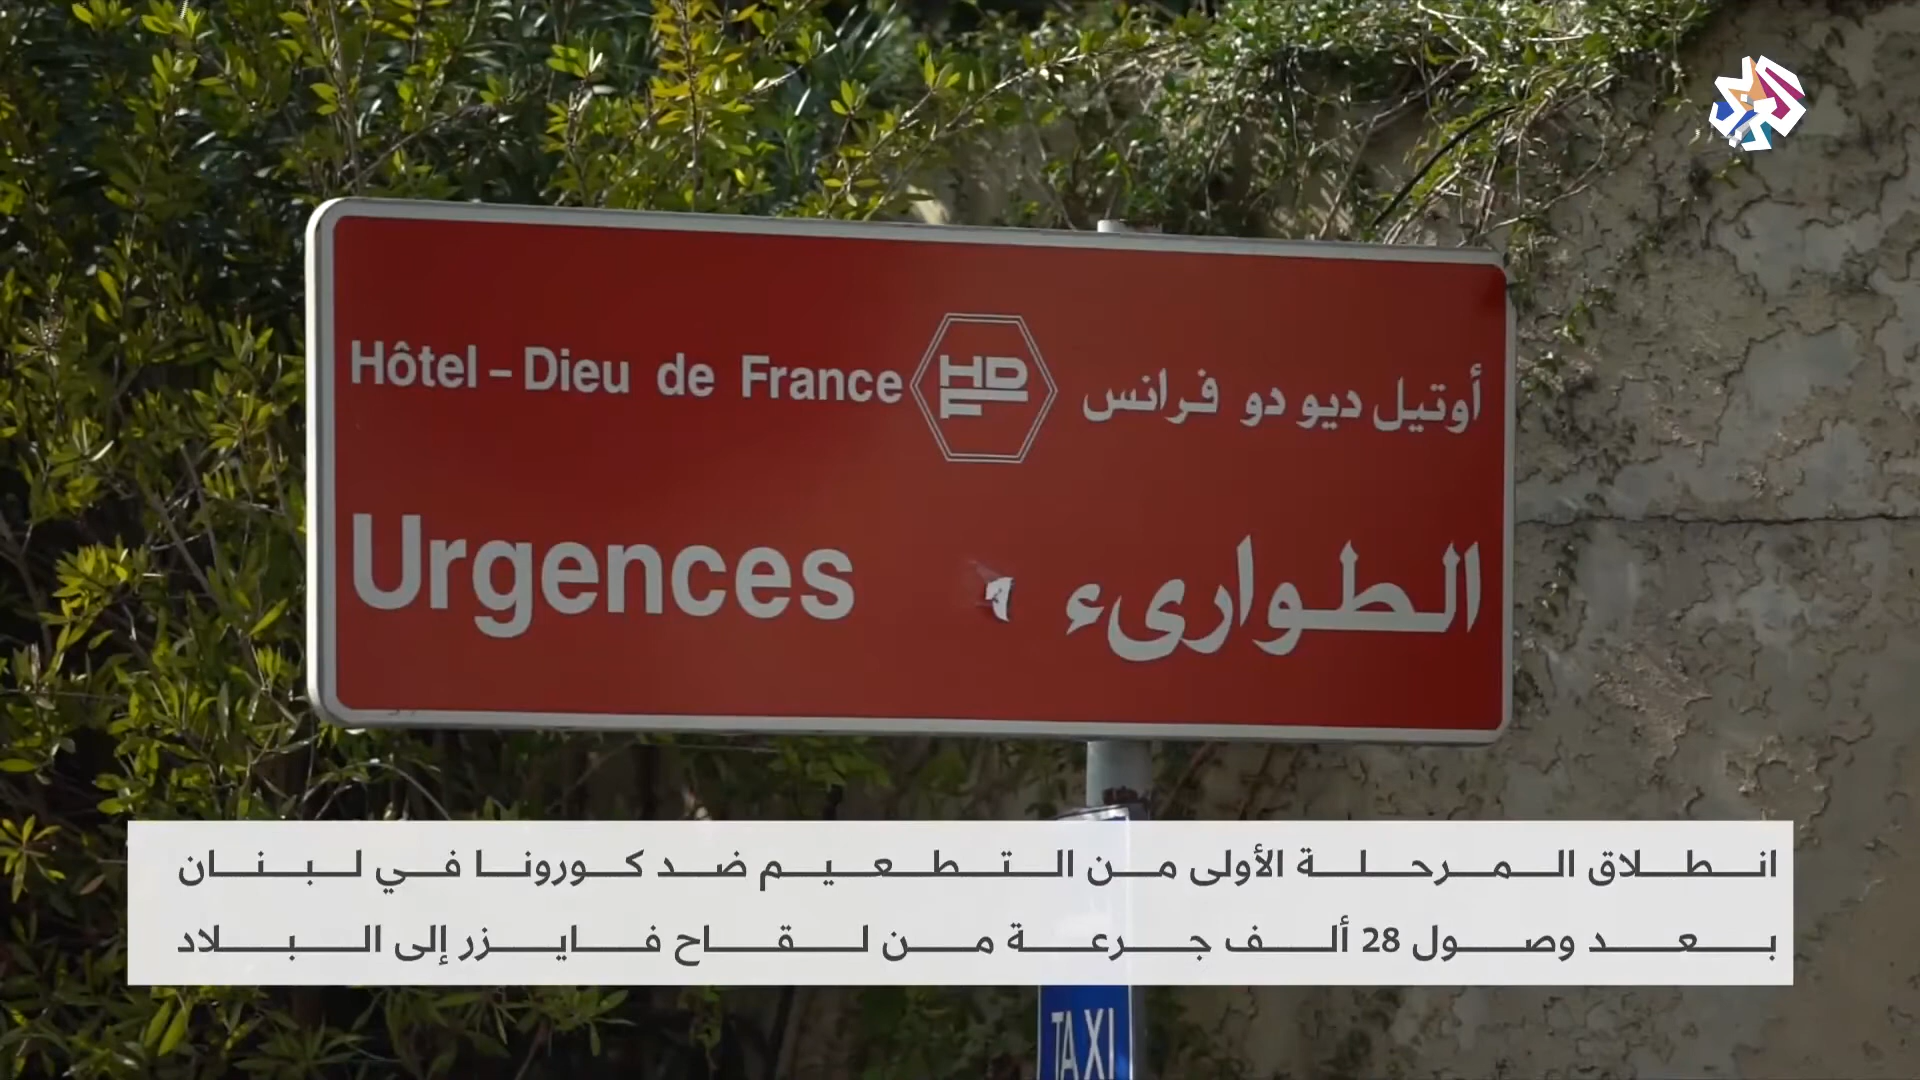 Hôtel – Dieu de France
أوتيل ديو دو فرانس
Urgences
الطوارىء
انطلاق المرحلة الأولى من التطعيم ضد كورونا في لبنان
بعد وصول 28 ألف جرعة من لقاح فايزر إلى البلاد
TAXI